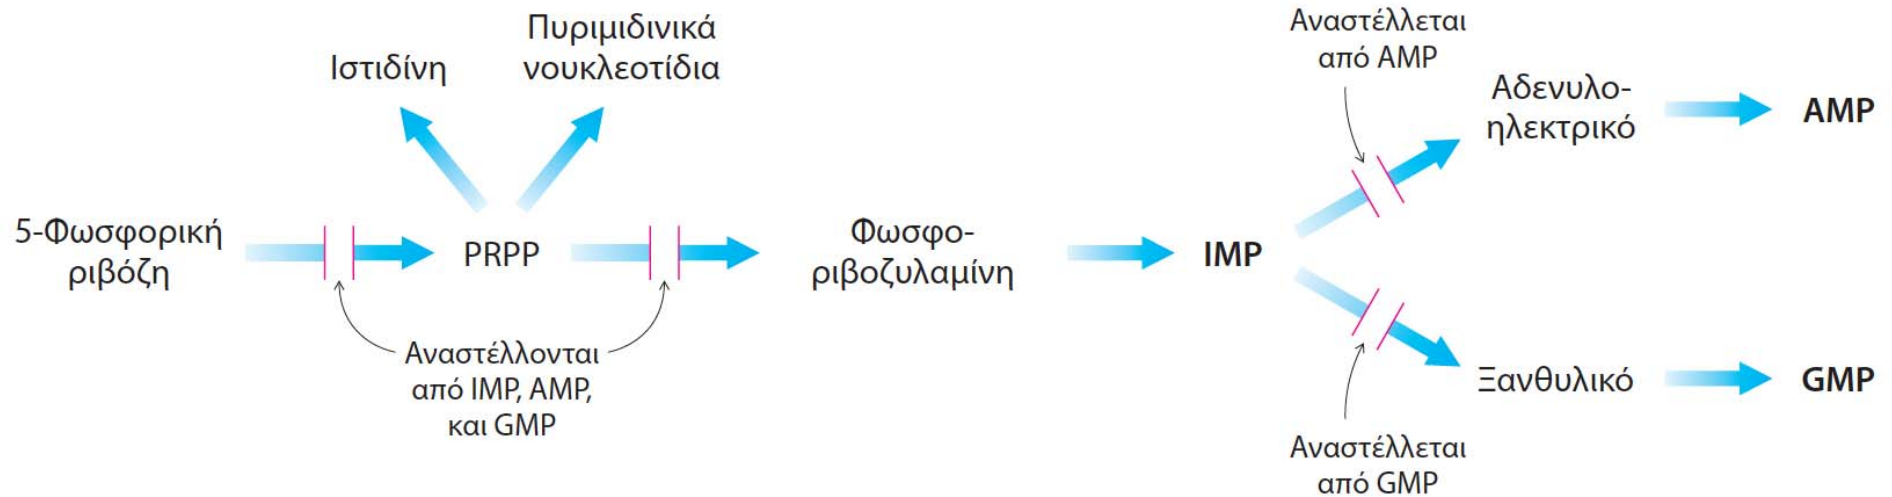 Ιστιδίνη
Πυριμιδινικά
νουκλεοτίδια
Αναστέλλεται
από AMP
Αδενυλο-
ηλεκτρικό
AMP
5-Φωσφορική
ριβόζη
PRPP
Φωσφο-
ριβοζυλαμίνη
IMP
Αναστέλλονται
από IMP, AMP,
και GMP
Ξανθυλικό
GMP
Αναστέλλεται
από GMP